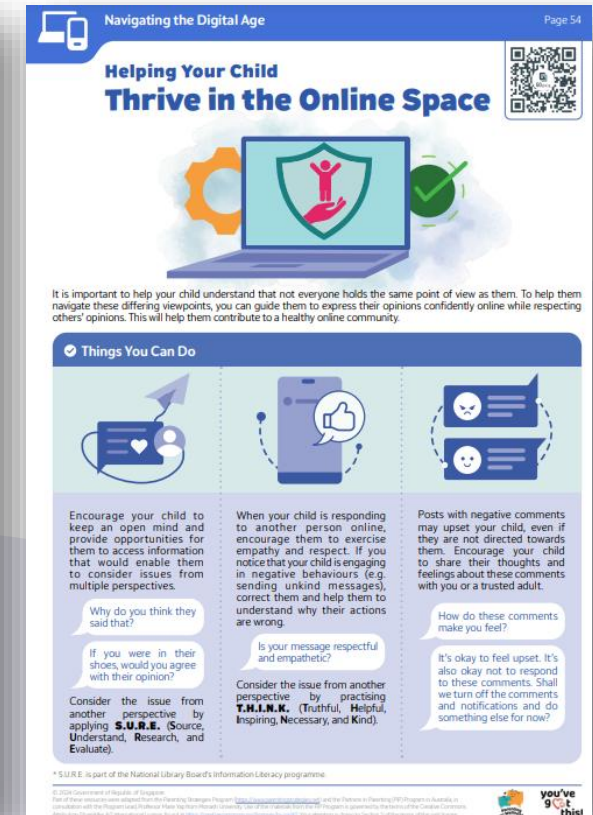 Navigating the Digital Age
Page 54
Helping Your Child
Thrive in the Online Space
It is important to help your child understand that not everyone holds the same point of view as them. To help them
navigate these differing viewpoints, you can guide them to express their opinions confidently online while respecting
others' opinions. This will help them contribute to a healthy online community.
Things You Can Do
Encourage your child to
keep an open mind and
provide opportunities for
them to access information
that would enable them
to consider issues from
multiple perspectives.
Why do you think they
said that?
If you were in their
shoes, would you agree
with their opinion?
Consider the issue from
another perspective by
applying S.U.R.E. (Source,
Understand, Research, and
Evaluate).
When your child is responding
to another person online,
encourage them to exercise
empathy and respect. If you
notice that your child is engaging
in negative behaviours (e.g.
sending unkind messages),
correct them and help them to
understand why their actions
are wrong.
Is your message respectful
and empathetic?
Consider the issue from another
perspective by practising
T.H.I.N.K. (Truthful, Helpful,
Inspiring, Necessary, and Kind).
Posts with negative comments
may upset your child, even if
they are not directed towards
them. Encourage your child
to share their thoughts and
feelings about these comments
with you or a trusted adult.
How do these comments
make you feel?
It's okay to feel upset. It's
also okay not to respond
to these comments. Shall
we turn off the comments
and notifications and do
something else for now?
* S.U.R.E. is part of the National Library Board's Information Literacy programme.
© 2024 Government of Republic of Singapore
you've
got
this!